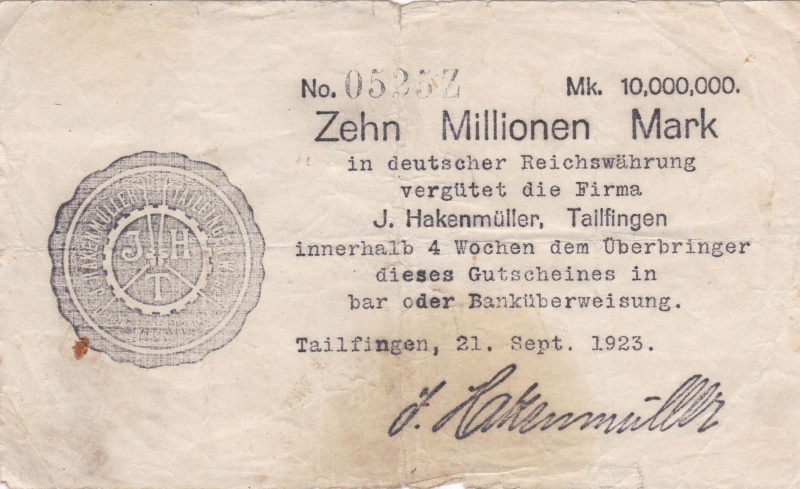 No. 0525Z Mk. 10,000,000.
Zehn Millionen Mark
in deutscher Reichswährung
vergütet die Firma
J. Hakenmüller, Tailfingen
innerhalb 4 Wochen dem Überbringer
dieses Gutscheines in
bar oder Banküberweisung.
Tailfingen, 21. Sept. 1923.
J. Hakenmüller
J H
T